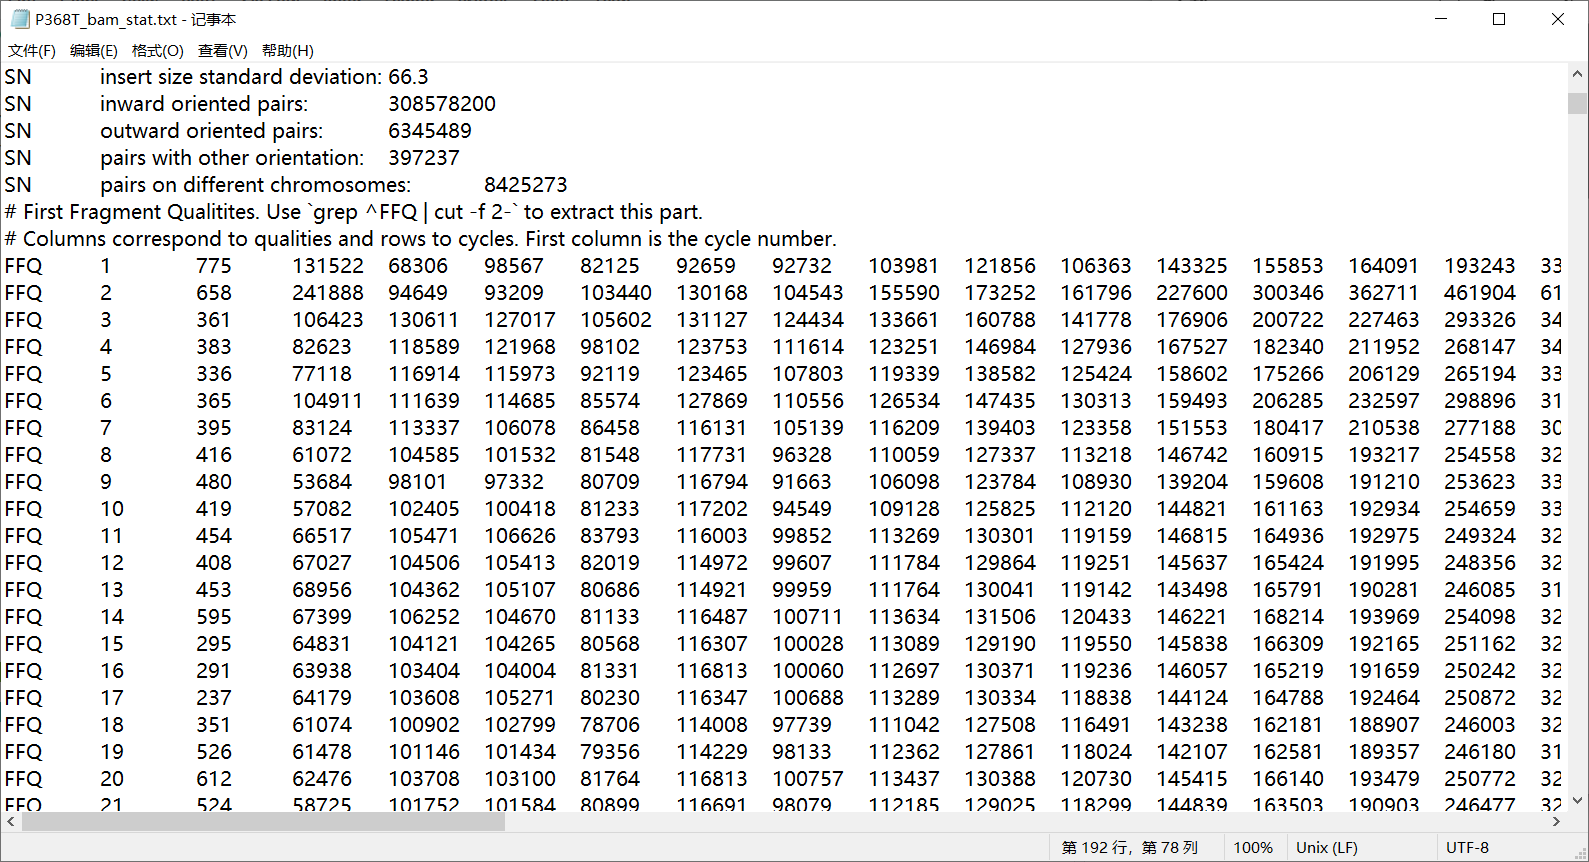 P368T_bam_stat.txt - 记事本
文件(F) 编辑(E) 格式(O) 查看(V) 帮助(H)
SN insert size standard deviation: 66.3
SN inward oriented pairs: 308578200
SN outward oriented pairs: 6345489
SN pairs with other orientation: 397237
SN pairs on different chromosomes: 8425273
# First Fragment Qualitites. Use `grep ^FFQ | cut -f 2-` to extract this part.
# Columns correspond to qualities and rows to cycles. First column is the cycle number.
FFQ 1 775 131522 68306 98567 82125 92659 92732 103981 121856 106363 143325 155853 164091 193243 33
FFQ 2 658 241888 94649 93209 103440 130168 104543 155590 173252 161796 227600 300346 362711 461904 61
FFQ 3 361 106423 130611 127017 105602 131127 124434 133661 160788 141778 176906 200722 227463 293326 34
FFQ 4 383 82623 118589 121968 98102 123753 111614 123251 146984 127936 167527 182340 211952 268147 34
FFQ 5 336 77118 116914 115973 92119 123465 107803 119339 138582 125424 158602 175266 206129 265194 33
FFQ 6 365 104911 111639 114685 85574 127869 110556 126534 147435 130313 159493 206285 232597 298896 31
FFQ 7 395 83124 113337 106078 86458 116131 105139 116209 139403 123358 151553 180417 210538 277188 30
FFQ 8 416 61072 104585 101532 81548 117731 96328 110059 127337 113218 146742 160915 193217 254558 32
FFQ 9 480 53684 98101 97332 80709 116794 91663 106098 123784 108930 139204 159608 191210 253623 33
FFQ 10 419 57082 102405 100418 81233 117202 94549 109128 125825 112120 144821 161163 192934 254659 33
FFQ 11 454 66517 105471 106626 83793 116003 99852 113269 130301 119159 146815 164936 192975 249324 32
FFQ 12 408 67027 104506 105413 82019 114972 99607 111784 129864 119251 145637 165424 191995 248356 32
FFQ 13 453 68956 104362 105107 80686 114921 99959 111764 130041 119142 143498 165791 190281 246085 31
FFQ 14 595 67399 106252 104670 81133 116487 100711 113634 131506 120433 146221 168214 193969 254098 32
FFQ 15 295 64831 104121 104265 80568 116307 100028 113089 129190 119550 145838 166309 192165 251162 32
FFQ 16 291 63938 103404 104004 81331 116813 100060 112697 130371 119236 146057 165219 191659 250242 32
FFQ 17 237 64179 103608 105271 80230 116347 100688 113289 130334 118838 144124 164788 192464 250872 32
FFQ 18 351 61074 100902 102799 78706 114008 97739 111042 127508 116491 143238 162181 188907 246003 32
FFQ 19 526 61478 101146 101434 79356 114229 98133 112362 127861 118024 142107 162581 189357 246180 31
FFQ 20 612 62476 103708 103100 81764 116813 100757 113437 130388 120730 145415 166140 193479 250772 32
FFQ 21 524 58725 101752 101584 80899 116691 98079 112185 129025 118299 144839 163503 190903 246477 32
第 192 行，第 78 列 100% Unix (LF) UTF-8